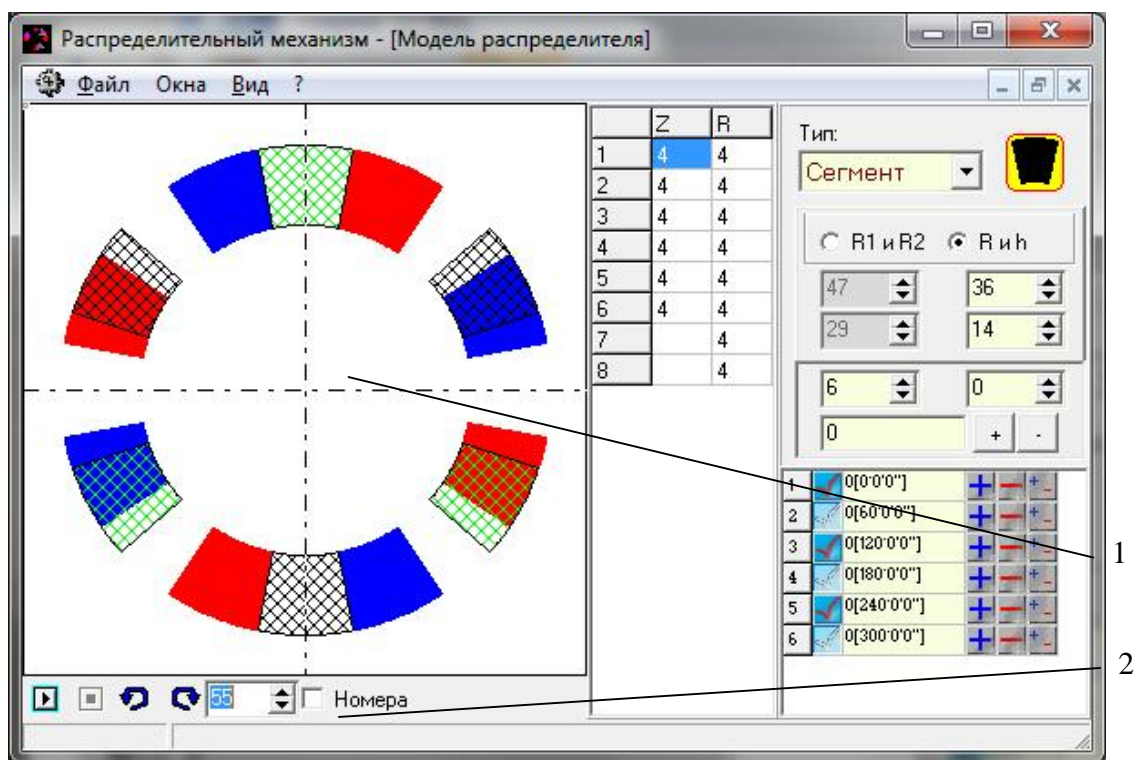 Распределительный механизм - [Модель распределителя]
Файл Окна Вид ?
Z R
1 4 4
2 4 4
3 4 4
4 4 4
5 4 4
6 4 4
7 4
8 4
Тип:
Сегмент
R1 и R2 R и h
47 36
29 14
6 0
0 + -
1 0[0'0'0"] + − + -
2 0[60'0'0"] + − + -
3 0[120'0'0"] + − + -
4 0[180'0'0"] + − + -
5 0[240'0'0"] + − + -
6 0[300'0'0"] + − + -
1
2
55 Номера